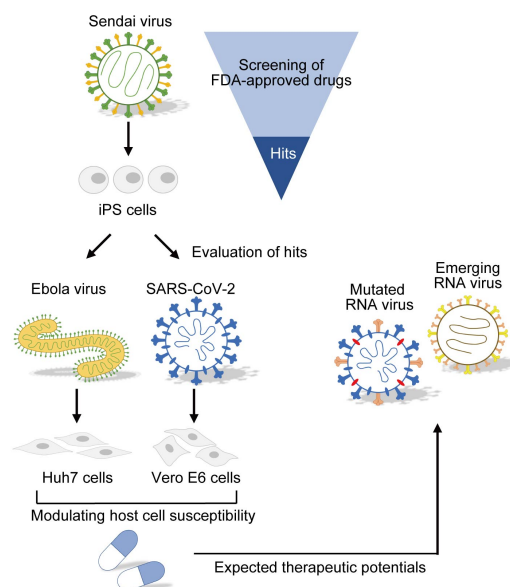 Sendai virus
Screening of
FDA-approved drugs
Hits
iPS cells
Evaluation of hits
Ebola virus
SARS-CoV-2
Mutated
RNA virus
Emerging
RNA virus
Huh7 cells
Vero E6 cells
Modulating host cell susceptibility
Expected therapeutic potentials